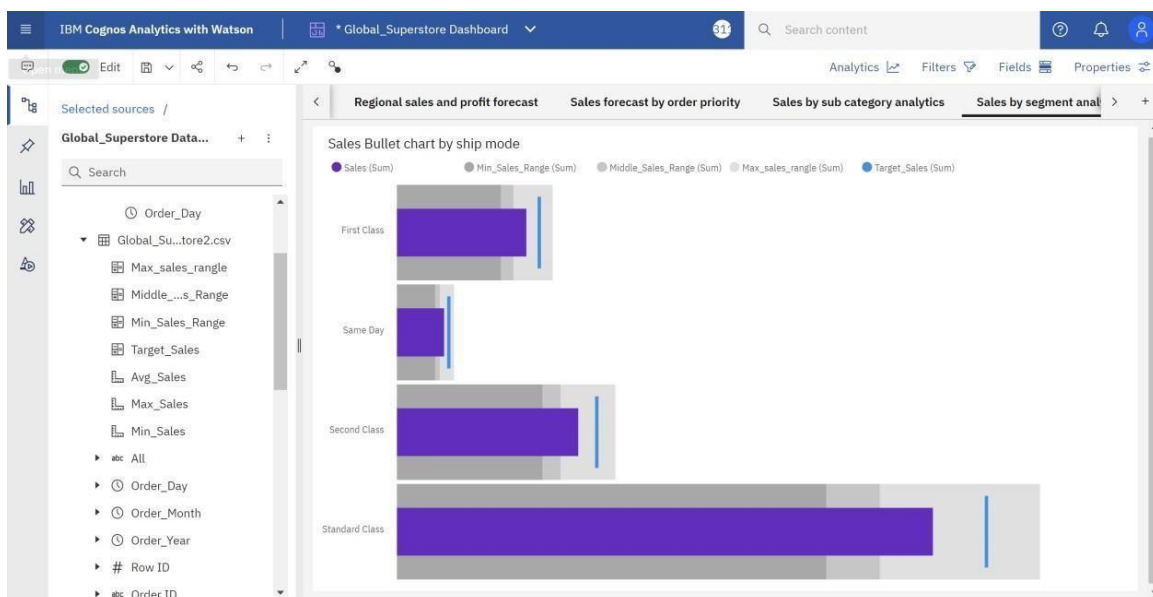 IBM Cognos Analytics with Watson
* Global_Superstore Dashboard
Search content
Edit
Analytics
Filters
Fields
Properties
Selected sources /
Global_Superstore Data...
Search
Order_Day
Global_Su...tore2.csv
Max_sales_rangle
Middle_...s_Range
Min_Sales_Range
Target_Sales
Avg_Sales
Max_Sales
Min_Sales
abc All
Order_Day
Order_Month
Order_Year
# Row ID
abc Order ID
Regional sales and profit forecast
Sales forecast by order priority
Sales by sub category analytics
Sales by segment anal
Sales Bullet chart by ship mode
Sales (Sum)
Min_Sales_Range (Sum)
Middle_Sales_Range (Sum)
Max_sales_rangle (Sum)
Target_Sales (Sum)
First Class
Same Day
Second Class
Standard Class